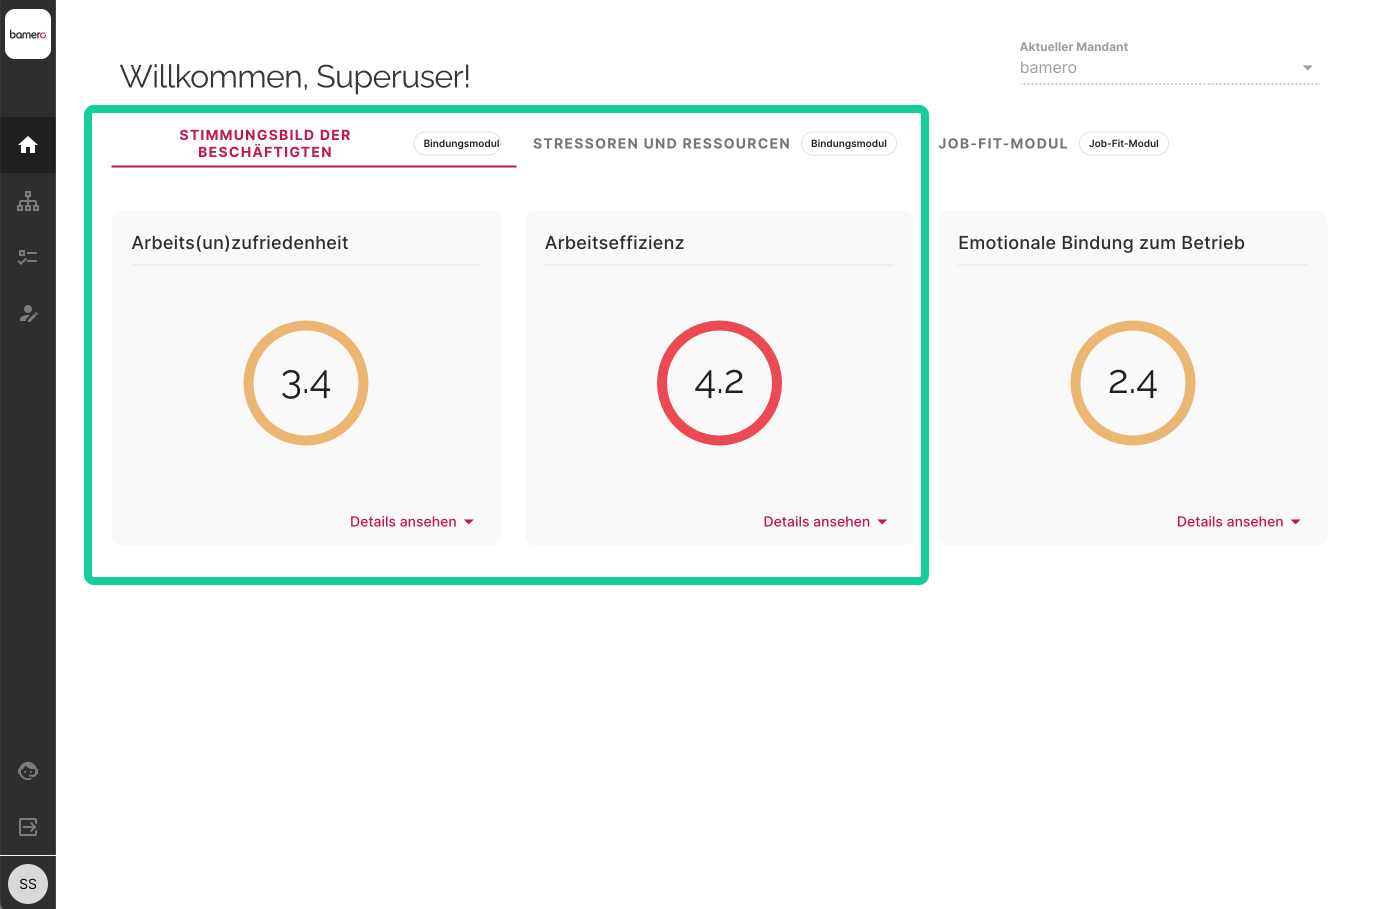 bamero
Willkommen, Superuser!
Aktueller Mandant
bamero
STIMMUNGSBILD DER
BESCHÄFTIGTEN
Bindungsmodul
STRESSOREN UND RESSOURCEN
Bindungsmodul
JOB-FIT-MODUL
Job-Fit-Modul
Arbeits(un)zufriedenheit
3.4
Details ansehen
Arbeitseffizienz
4.2
Details ansehen
Emotionale Bindung zum Betrieb
2.4
Details ansehen
SS